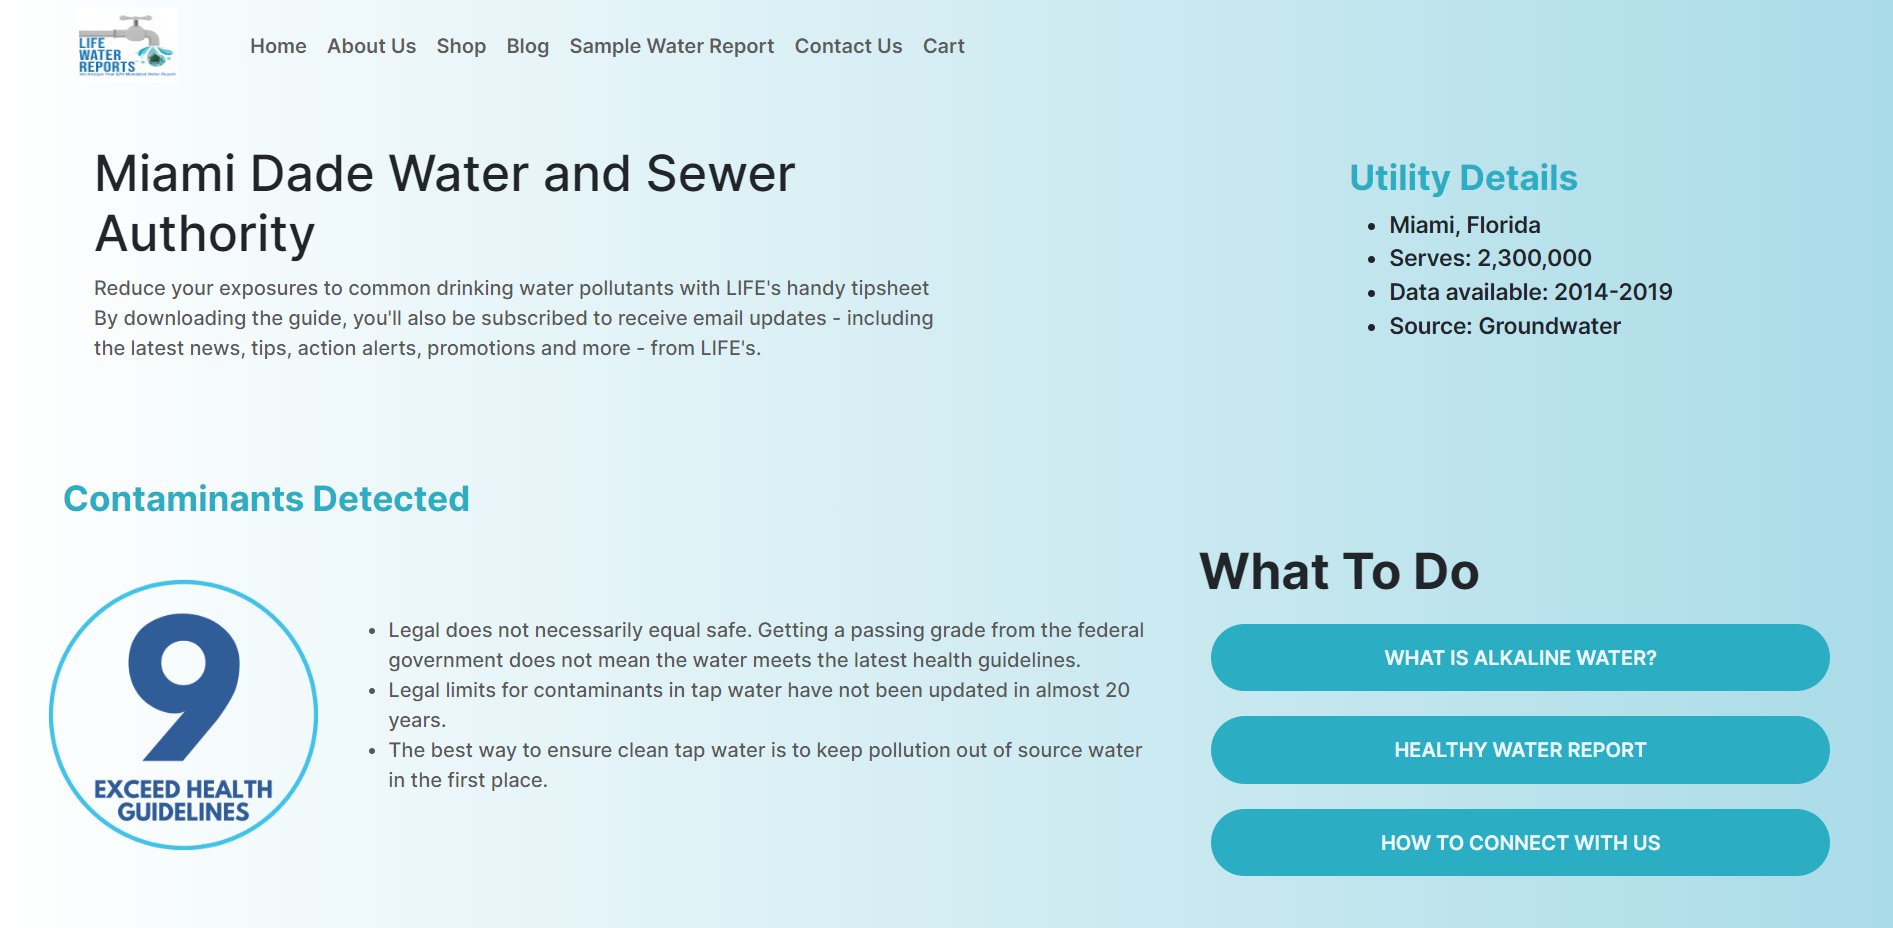 LIFE
WATER
REPORTS
Home About Us Shop Blog Sample Water Report Contact Us Cart
Miami Dade Water and Sewer
Authority
Reduce your exposures to common drinking water pollutants with LIFE's handy tipsheet
By downloading the guide, you'll also be subscribed to receive email updates - including
the latest news, tips, action alerts, promotions and more - from LIFE's.
Utility Details
• Miami, Florida
• Serves: 2,300,000
• Data available: 2014-2019
• Source: Groundwater
Contaminants Detected
9
EXCEED HEALTH
GUIDELINES
• Legal does not necessarily equal safe. Getting a passing grade from the federal
government does not mean the water meets the latest health guidelines.
• Legal limits for contaminants in tap water have not been updated in almost 20
years.
• The best way to ensure clean tap water is to keep pollution out of source water
in the first place.
What To Do
WHAT IS ALKALINE WATER?
HEALTHY WATER REPORT
HOW TO CONNECT WITH US